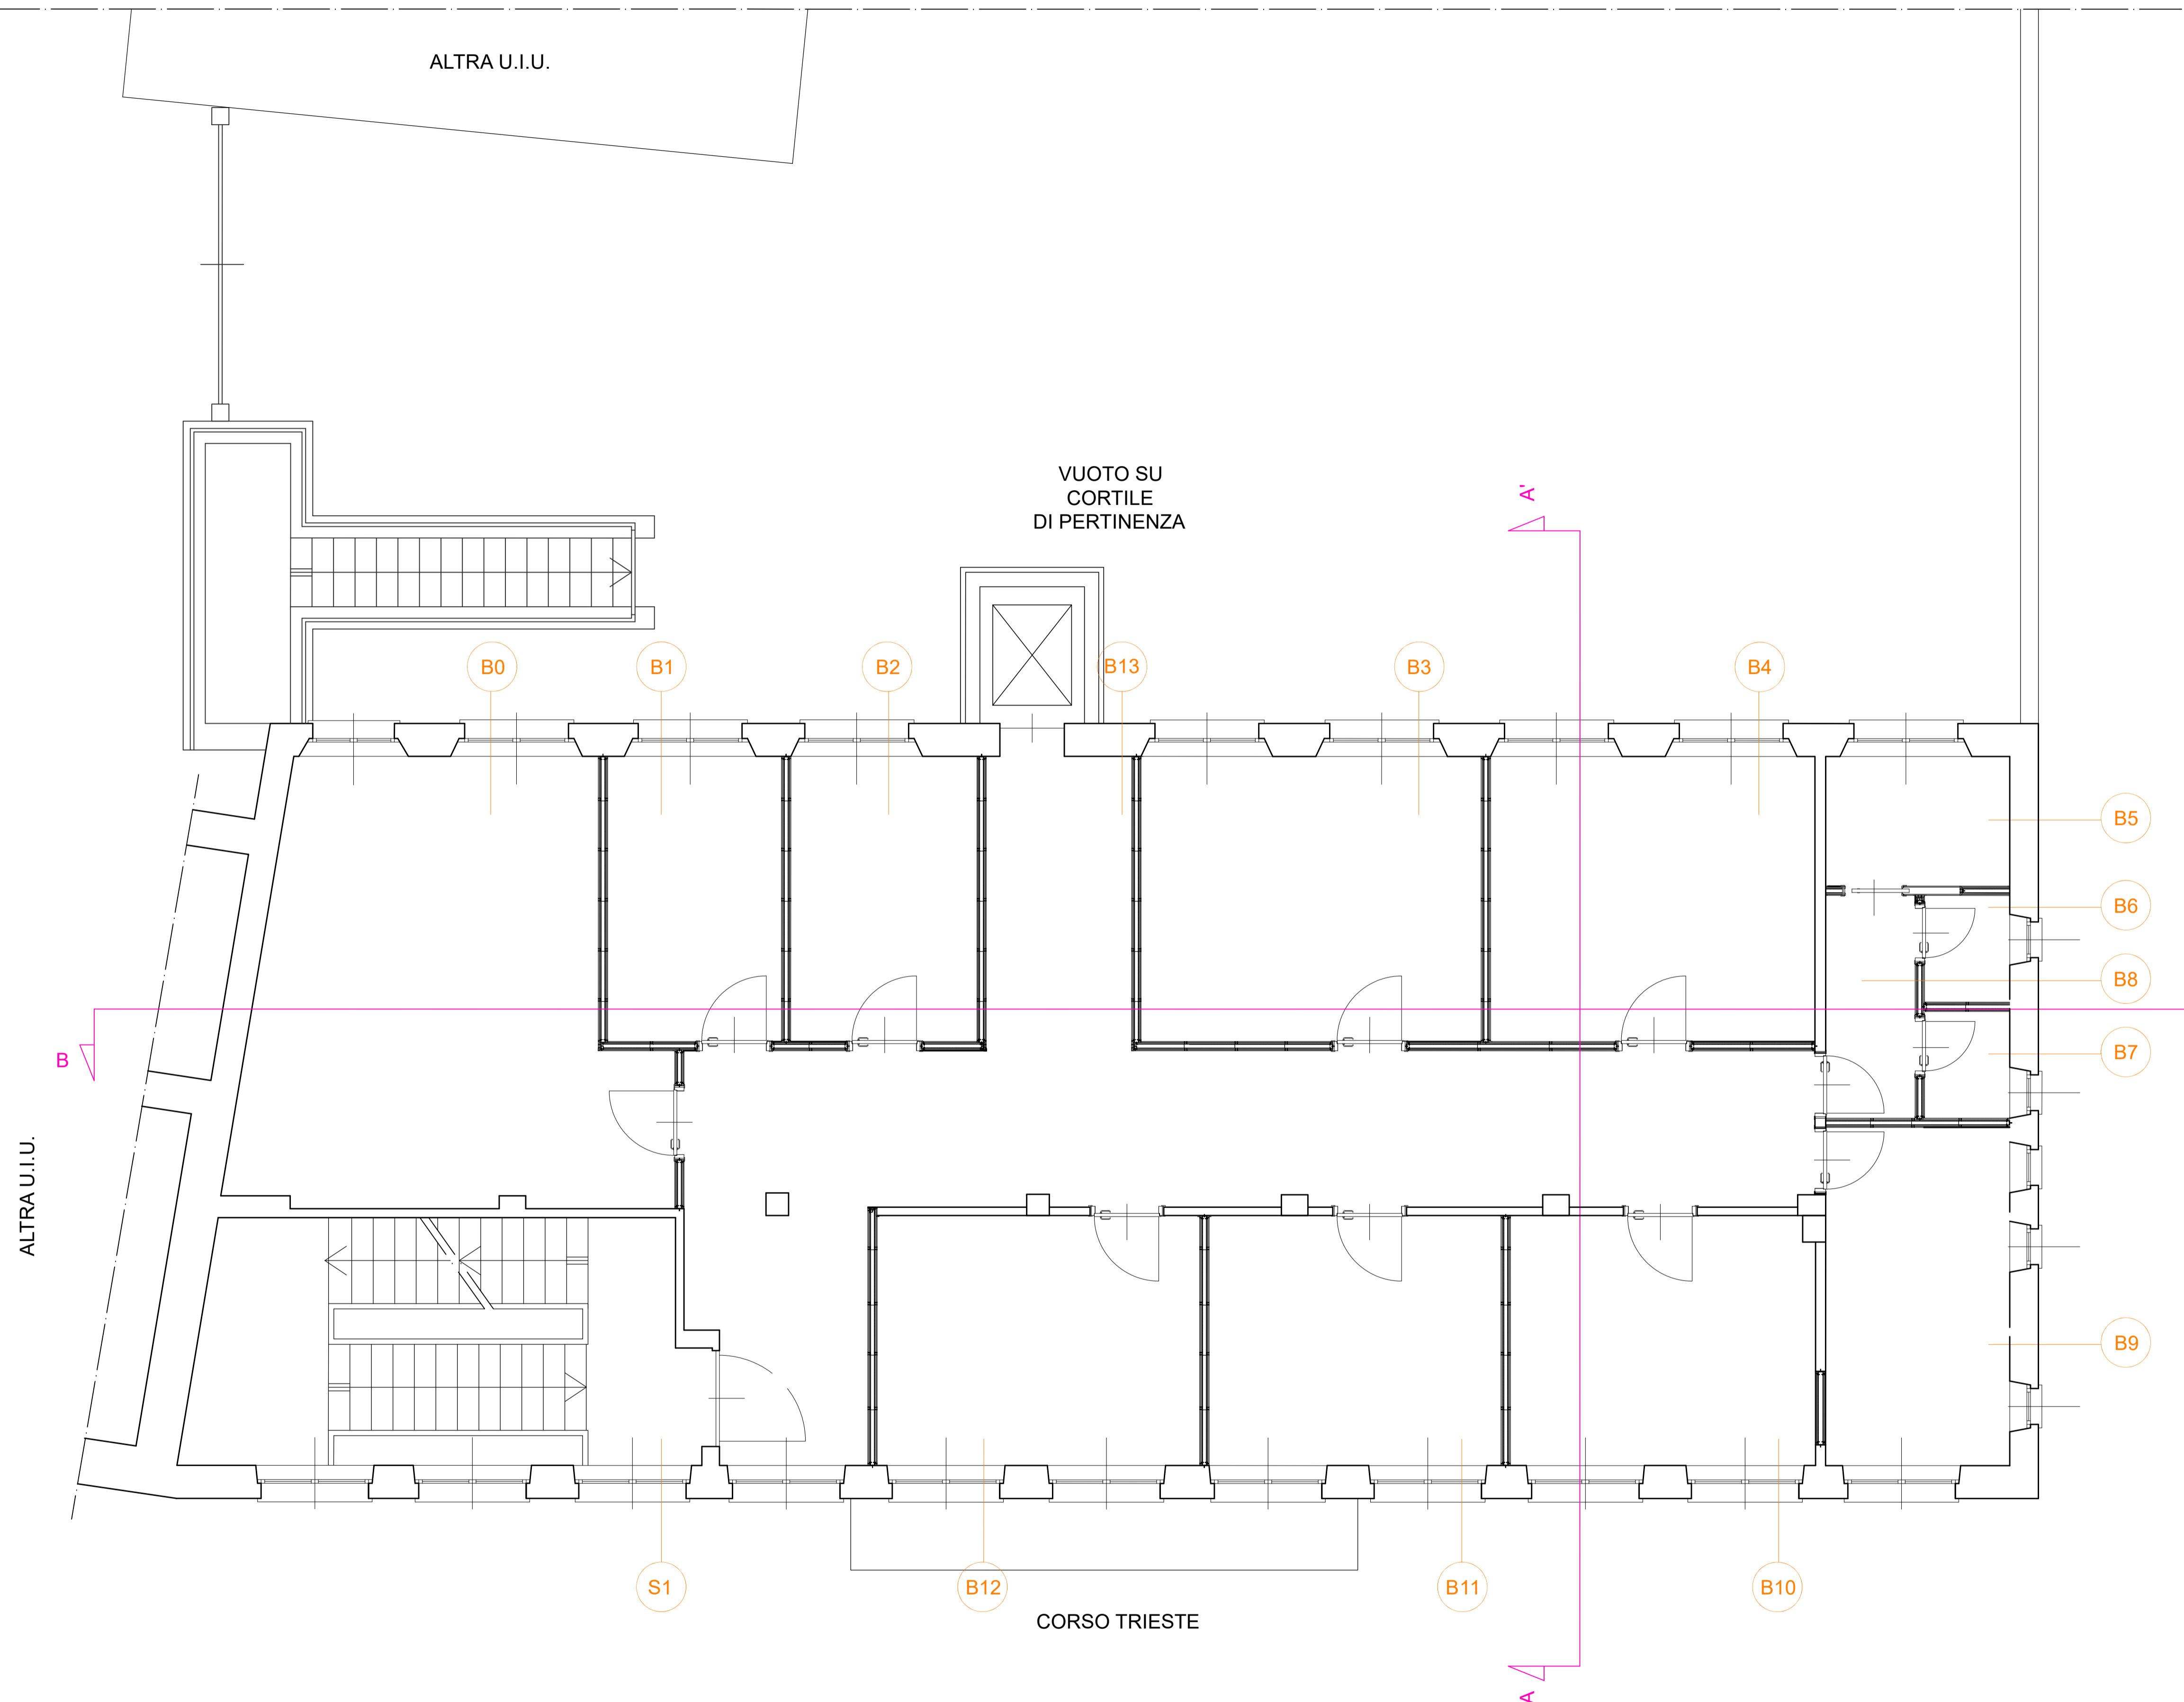 ALTRA U.I.U.
VUOTO SU
CORTILE
DI PERTINENZA
A'
B0
B1
B2
B13
B3
B4
B5
B6
B8
B7
B9
B
ALTRA U.I.U.
S1
B12
B11
B10
CORSO TRIESTE
A